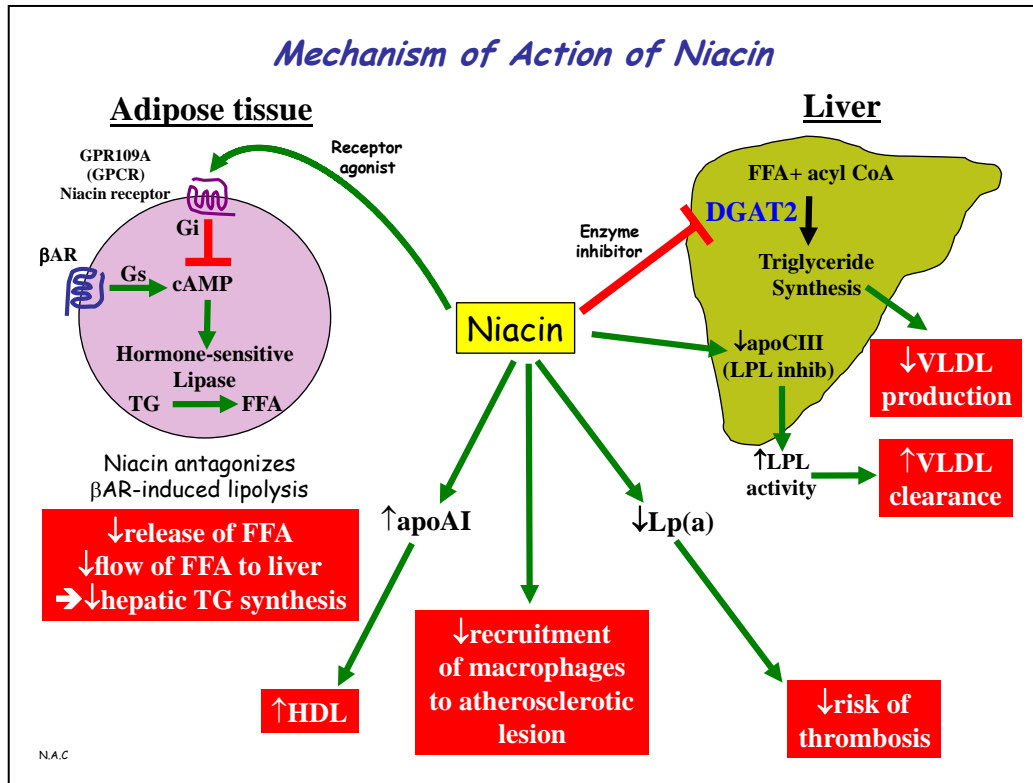 Mechanism of Action of Niacin
Adipose tissue
GPR109A
(GPCR)
Niacin receptor
Receptor
agonist
Gi
βAR
Gs
cAMP
Hormone-sensitive
Lipase
TG
FFA
Niacin antagonizes
βAR-induced lipolysis
↓release of FFA
↓flow of FFA to liver
➔↓hepatic TG synthesis
Liver
FFA+ acyl CoA
DGAT2
Enzyme
inhibitor
Triglyceride
Synthesis
Niacin
↓apoCIII
(LPL inhib)
↓VLDL
production
↑LPL
activity
↑VLDL
clearance
↑apoAI
↓Lp(a)
↑HDL
↓recruitment
of macrophages
to atherosclerotic
lesion
↓risk of
thrombosis
N.A.C